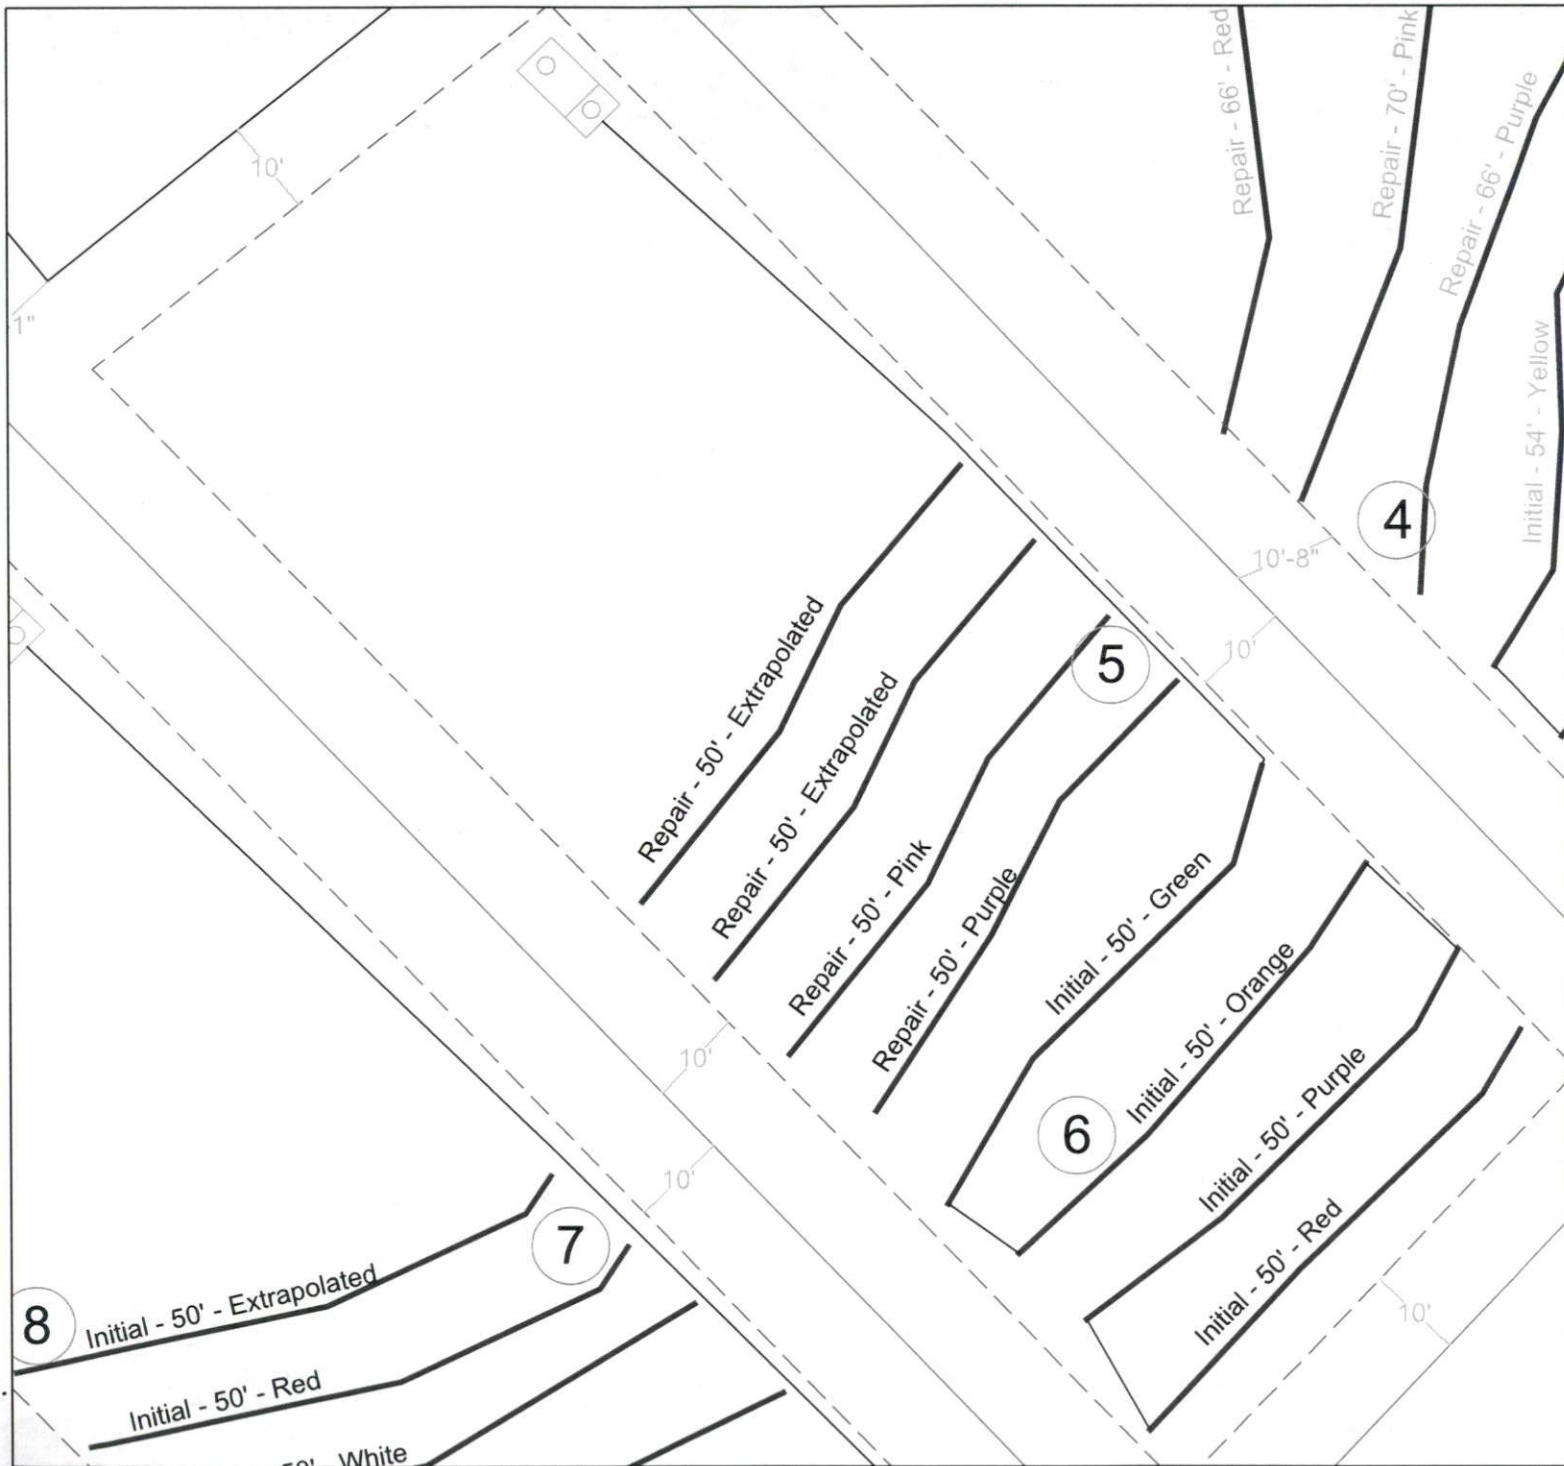 Repair - 66' - Red
Repair - 70' - Pink
Repair - 66' - Purple
10'
1"
Initial - 54' - Yellow
4
10'-8"
10'
5
Repair - 50' - Extrapolated
Repair - 50' - Extrapolated
Repair - 50' - Pink
Repair - 50' - Purple
Initial - 50' - Green
Initial - 50' - Orange
6
Initial - 50' - Purple
Initial - 50' - Red
10'
10'
10'
7
8
Initial - 50' - Extrapolated
Initial - 50' - Red
50' - White